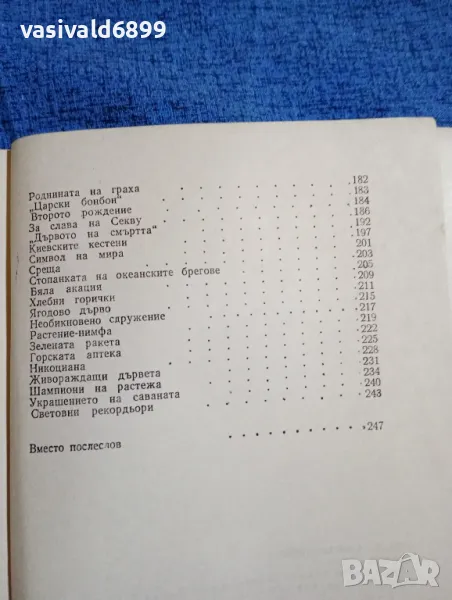 vasivald6899
Роднината на граха 182
„Царски бонбон“ 183
Второто рождение 184
За слава на Секву 186
„Дървото на смъртта“ 192
Киевските кестени 197
Символ на мира 201
Среща 203
Стопанката на океанските брегове 205
Бяла акация 209
Хлебни горички 211
Ягодово дърво 215
Необикновено сдружение 217
Растение-нимфа 219
Зелената ракета 222
Горската аптека 225
Никоциана 228
Живораждащи дървета 231
Шампиони на растежа 234
Украшението на саваната 240
Световни рекордьори 243
Вместо послеслов 247
BAZAR